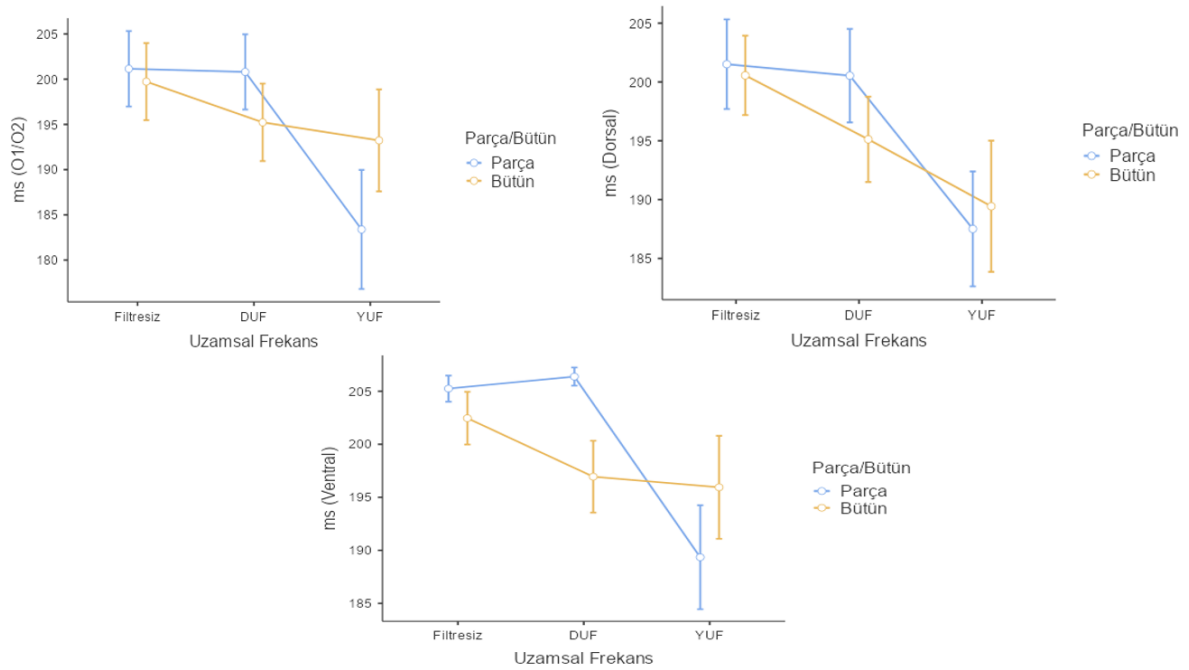 205
200
195
190
185
180
ms (O1/O2)
Filtresiz DUF YUF
Uzamsal Frekans
Parça/Bütün
Parça
Bütün
205
200
195
190
185
ms (Dorsal)
Filtresiz DUF YUF
Uzamsal Frekans
Parça/Bütün
Parça
Bütün
205
200
195
190
185
ms (Ventral)
Filtresiz DUF YUF
Uzamsal Frekans
Parça/Bütün
Parça
Bütün